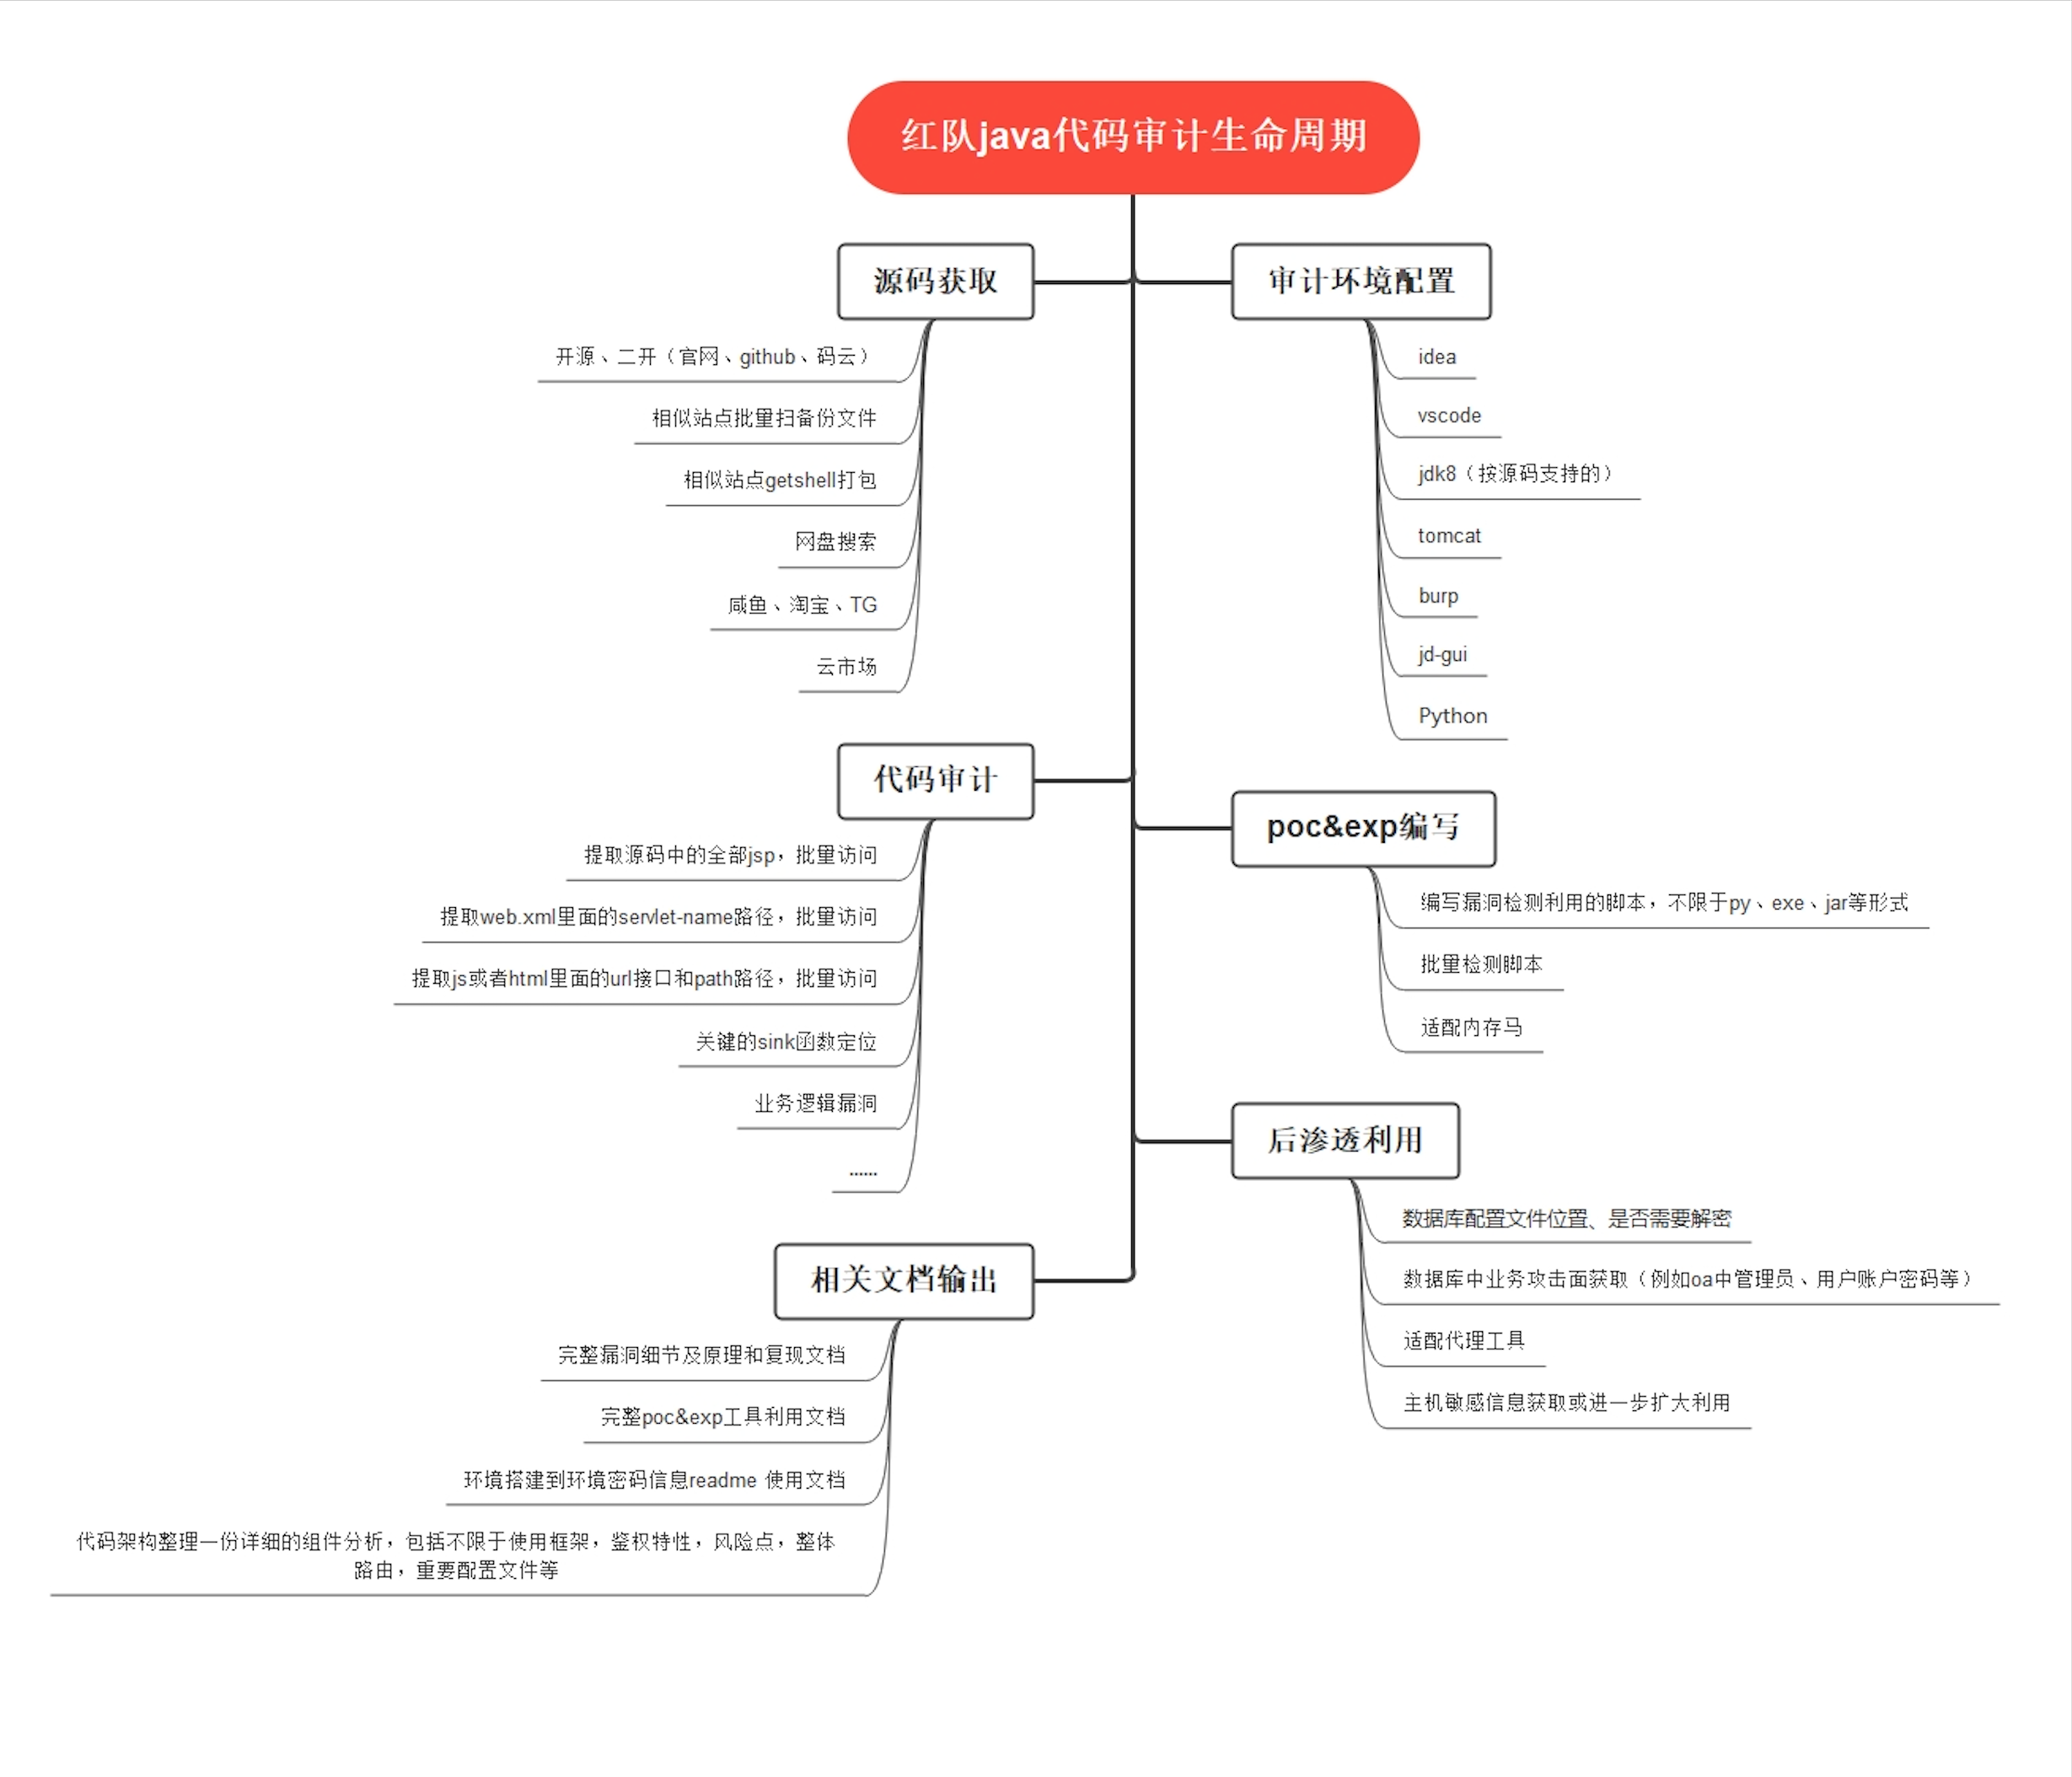 红队java代码审计生命周期
源码获取
开源、二开（官网、github、码云）
相似站点批量扫备份文件
相似站点getshell打包
网盘搜索
咸鱼、淘宝、TG
云市场
审计环境配置
idea
vscode
jdk8（按源码支持的）
tomcat
burp
jd-gui
Python
代码审计
提取源码中的全部jsp，批量访问
提取web.xml里面的servlet-name路径，批量访问
提取js或者html里面的url接口和path路径，批量访问
关键的sink函数定位
业务逻辑漏洞
......
poc&exp编写
编写漏洞检测利用的脚本，不限于py、exe、jar等形式
批量检测脚本
适配内存马
后渗透利用
数据库配置文件位置、是否需要解密
数据库中业务攻击面获取（例如oa中管理员、用户账户密码等）
适配代理工具
主机敏感信息获取或进一步扩大利用
相关文档输出
完整漏洞细节及原理和复现文档
完整poc&exp工具利用文档
环境搭建到环境密码信息readme 使用文档
代码架构整理一份详细的组件分析，包括不限于使用框架，鉴权特性，风险点，整体
路由，重要配置文件等